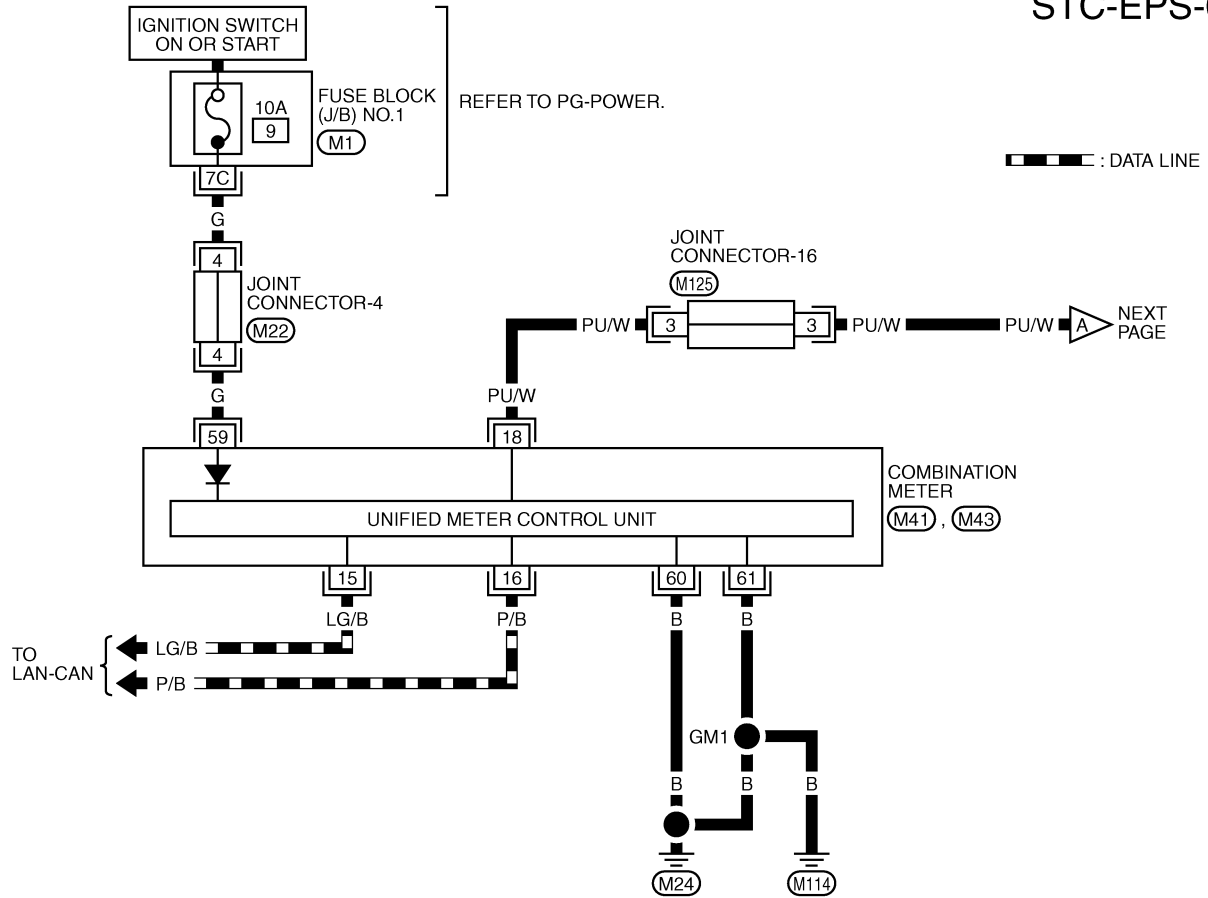 STC-EPS-
IGNITION SWITCH
ON OR START
10A
9
FUSE BLOCK
(J/B) NO.1
M1
REFER TO PG-POWER.
7C
: DATA LINE
G
4
JOINT
CONNECTOR-4
M22
4
G
59
JOINT
CONNECTOR-16
M125
PU/W
3
3
PU/W
PU/W
A
NEXT
PAGE
PU/W
18
COMBINATION
METER
M41 , M43
UNIFIED METER CONTROL UNIT
15
16
60
61
LG/B
P/B
B
B
TO
LAN-CAN
LG/B
P/B
GM1
B
B
B
M24
M114